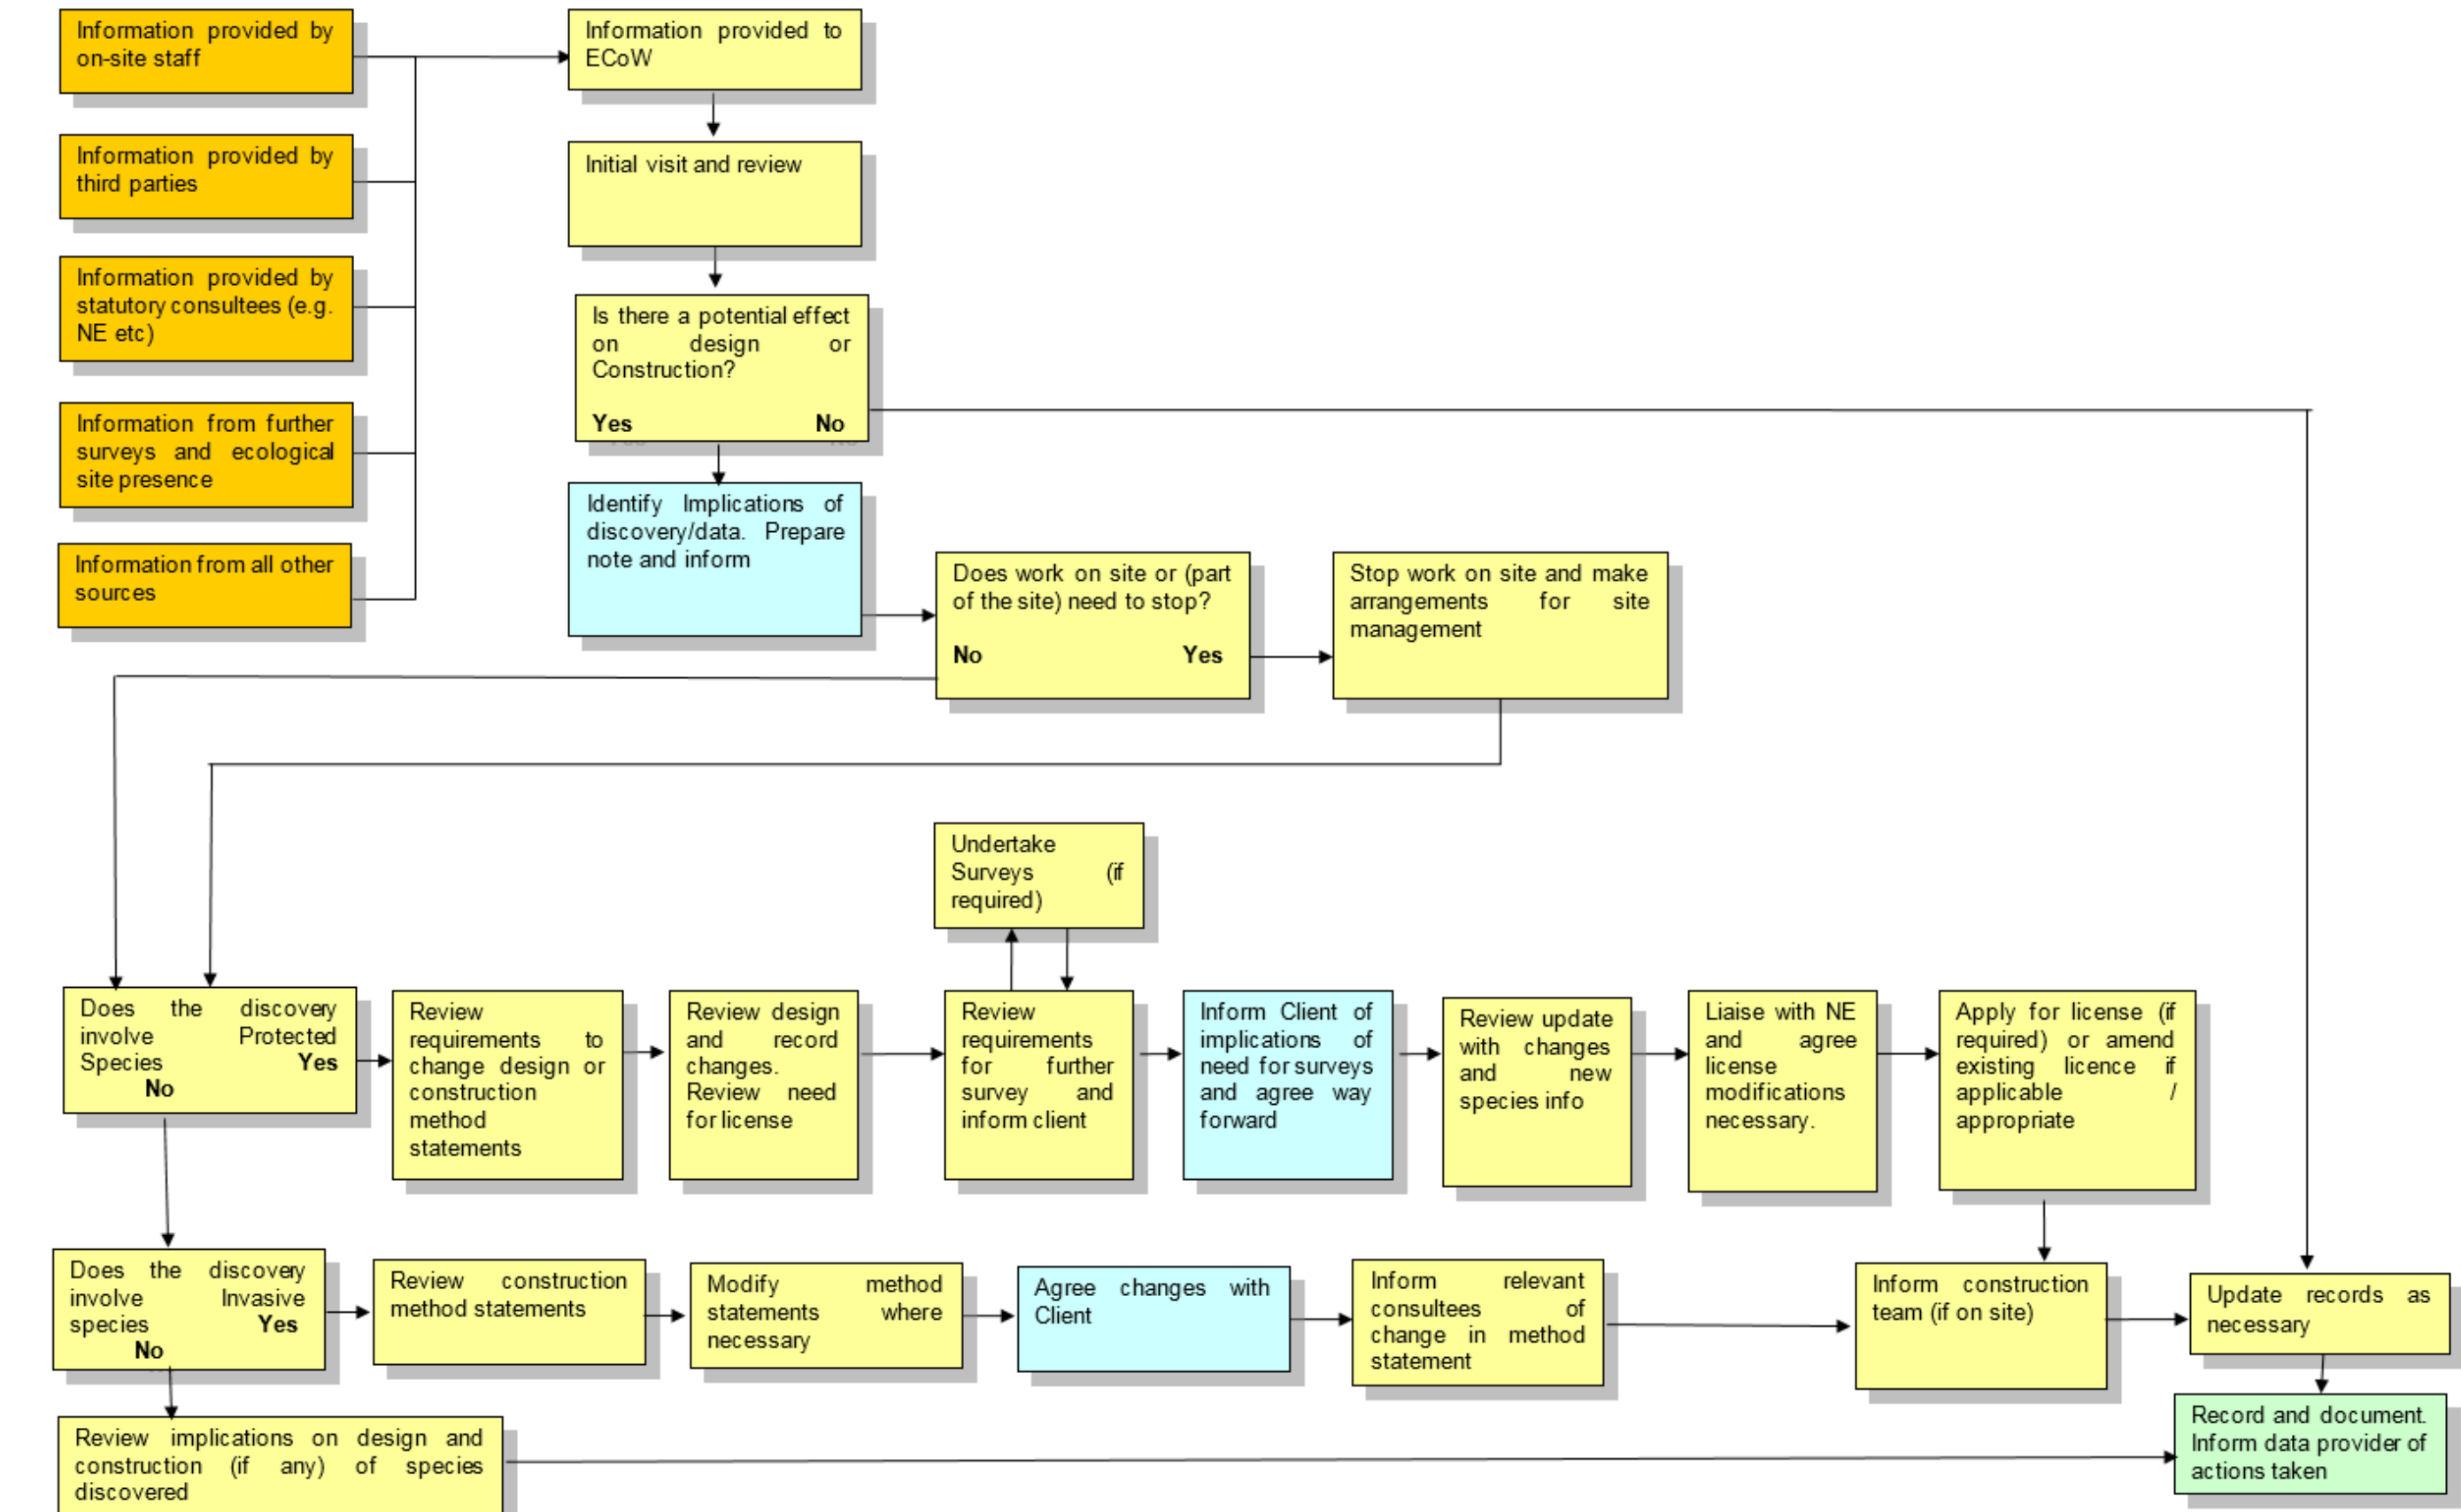 Information provided by
on-site staff
Information provided to
ECoW
Information provided by
third parties
Initial visit and review
Information provided by
statutory consultees (e.g.
NE etc)
Is there a potential effect
on design or
Construction?
Yes No
Information from further
surveys and ecological
site presence
Identify Implications of
discovery/data. Prepare
note and inform
Information from all other
sources
Does work on site or (part
of the site) need to stop?
No Yes
Stop work on site and make
arrangements for site
management
Undertake
Surveys (if
required)
Does the discovery
involve Protected
Species Yes
No
Review
requirements to
change design or
construction
method
statements
Review design
and record
changes.
Review need
for license
Review
requirements
for further
survey and
inform client
Inform Client of
implications of
need for surveys
and agree way
forward
Review update
with changes
and new
species info
Liaise with NE
and agree
license
modifications
necessary.
Apply for license (if
required) or amend
existing licence if
applicable /
appropriate
Does the discovery
involve Invasive
species Yes
No
Review construction
method statements
Modify method
statements where
necessary
Agree changes with
Client
Inform relevant
consultees of
change in method
statement
Inform construction
team (if on site)
Update records as
necessary
Review implications on design and
construction (if any) of species
discovered
Record and document.
Inform data provider of
actions taken